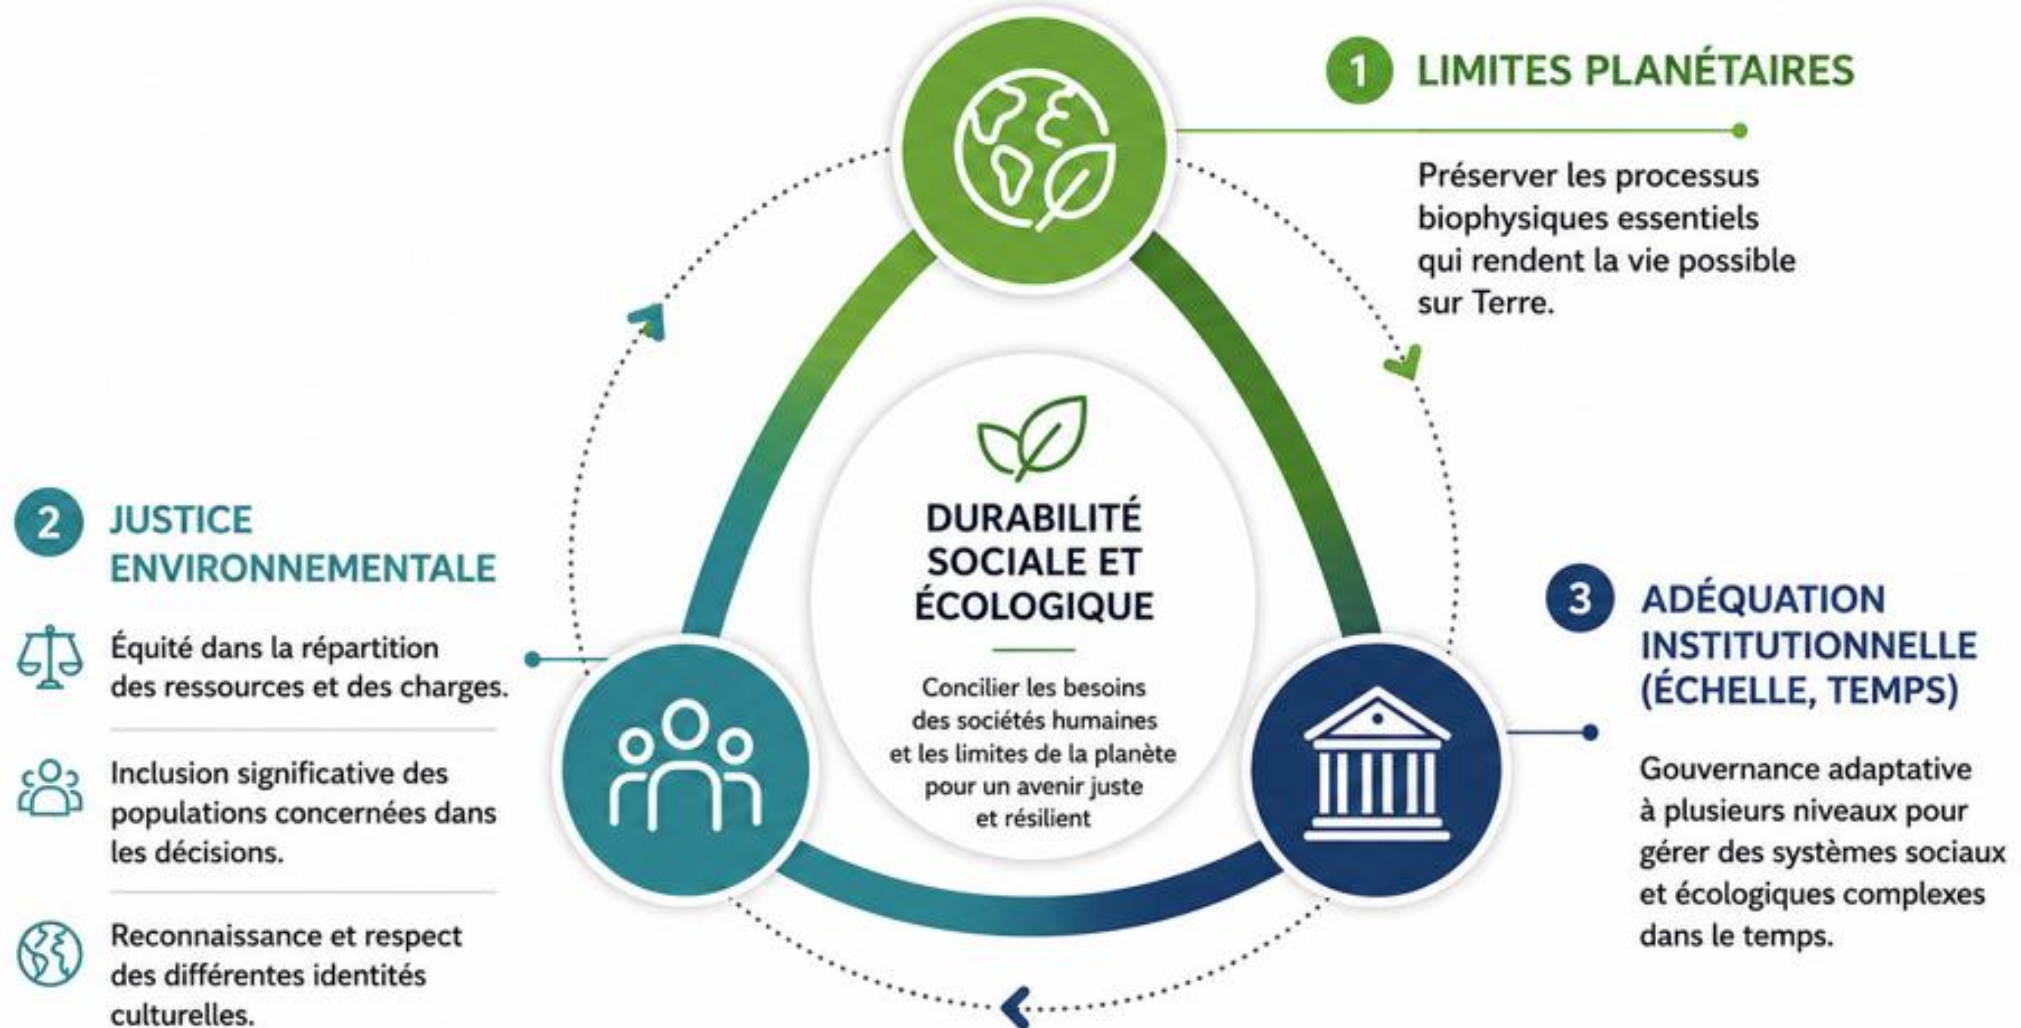 1 LIMITES PLANÉTAIRES
Préserver les processus
biophysiques essentiels
qui rendent la vie possible
sur Terre.
DURABILITÉ
SOCIALE ET
ÉCOLOGIQUE
Concilier les besoins
des sociétés humaines
et les limites de la planète
pour un avenir juste
et résilient
2 JUSTICE
ENVIRONNEMENTALE
Équité dans la répartition
des ressources et des charges.
Inclusion significative des
populations concernées dans
les décisions.
Reconnaissance et respect
des différentes identités
culturelles.
3 ADÉQUATION
INSTITUTIONNELLE
(ÉCHELLE, TEMPS)
Gouvernance adaptative
à plusieurs niveaux pour
gérer des systèmes sociaux
et écologiques complexes
dans le temps.